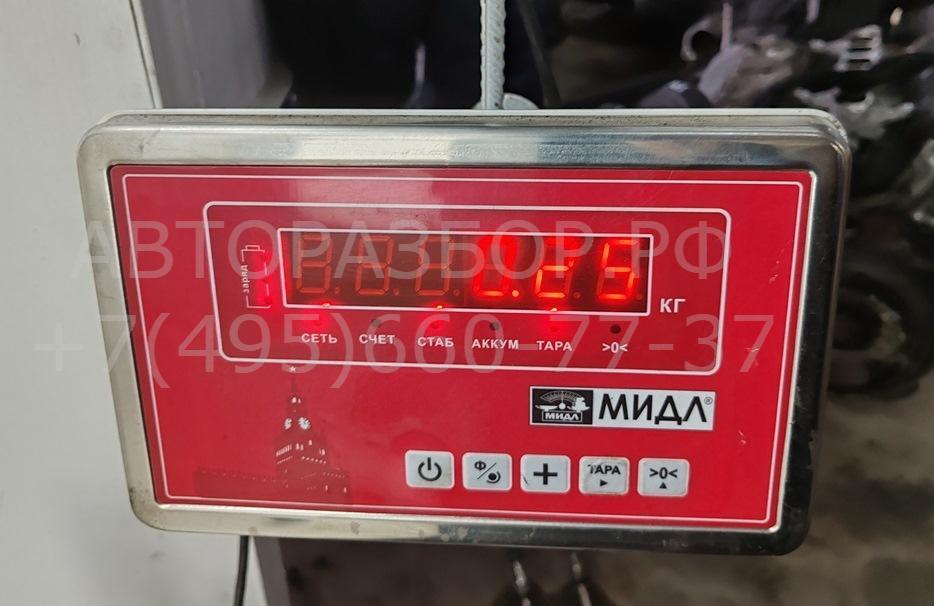 АВТОРАЗБОР.РФ
+7(495)660-77-37
заряд
КГ
СЕТЬ СЧЕТ СТАБ АККУМ ТАРА >0<
МИДЛ МИДЛ®
Ф/ + ТАРА >0<